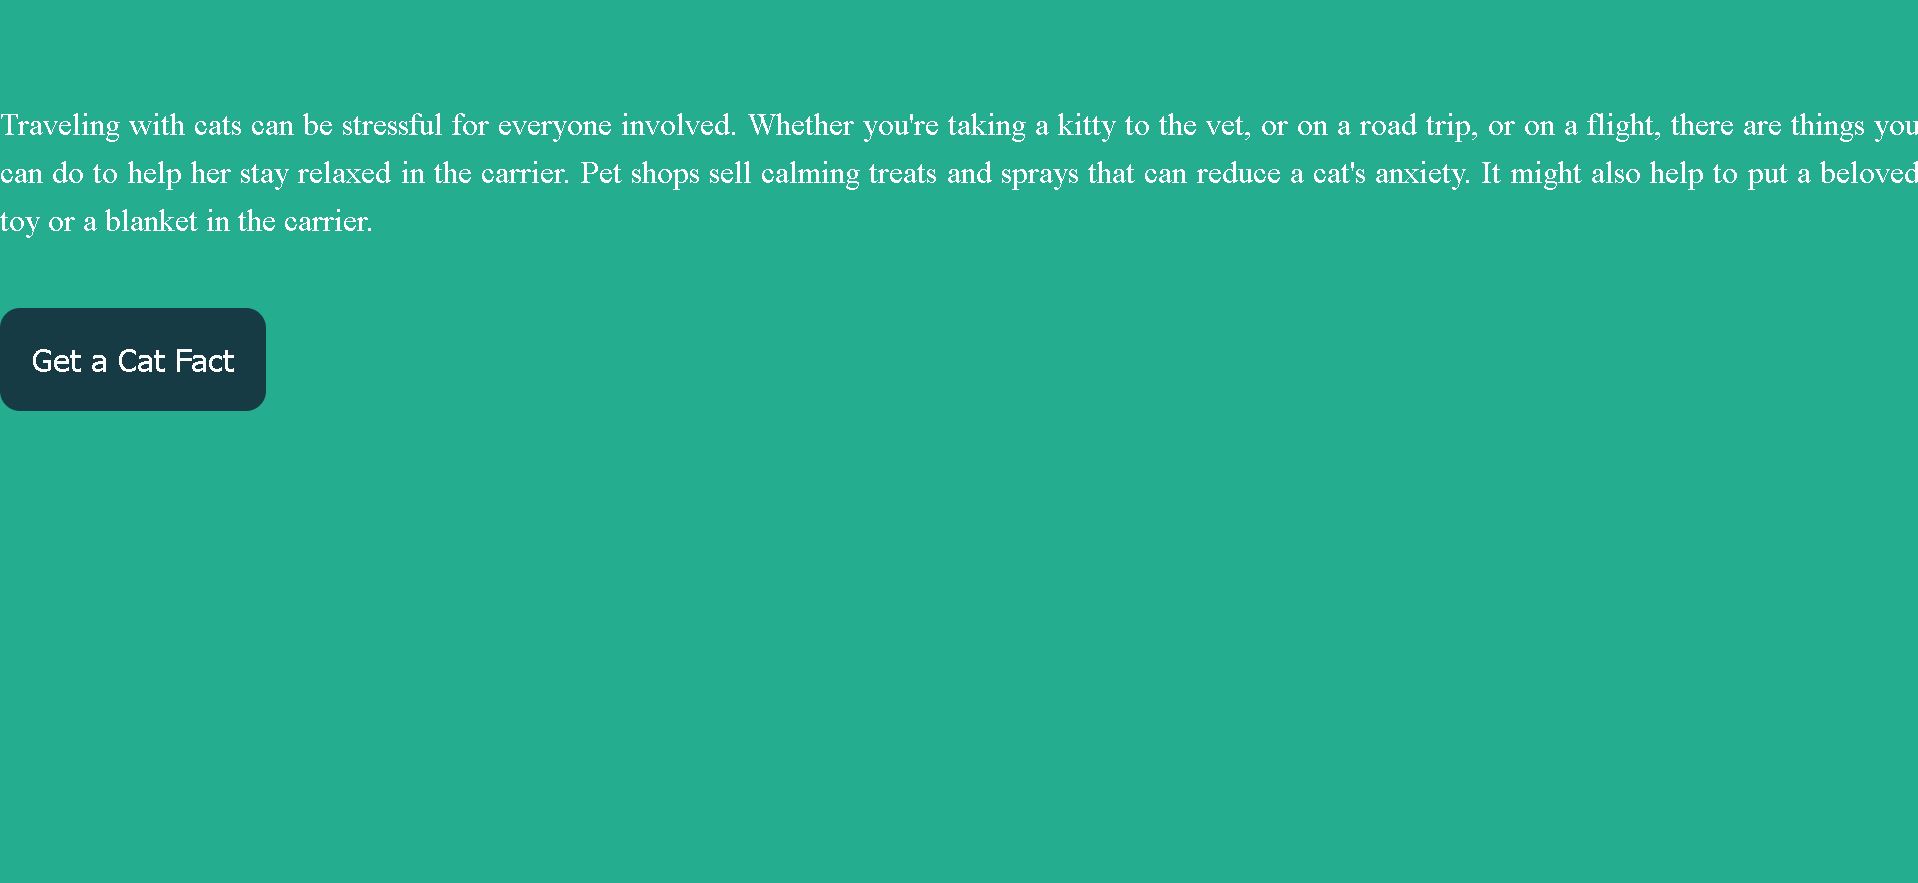 Traveling with cats can be stressful for everyone involved. Whether you're taking a kitty to the vet, or on a road trip, or on a flight, there are things you
can do to help her stay relaxed in the carrier. Pet shops sell calming treats and sprays that can reduce a cat's anxiety. It might also help to put a beloved
toy or a blanket in the carrier.
Get a Cat Fact